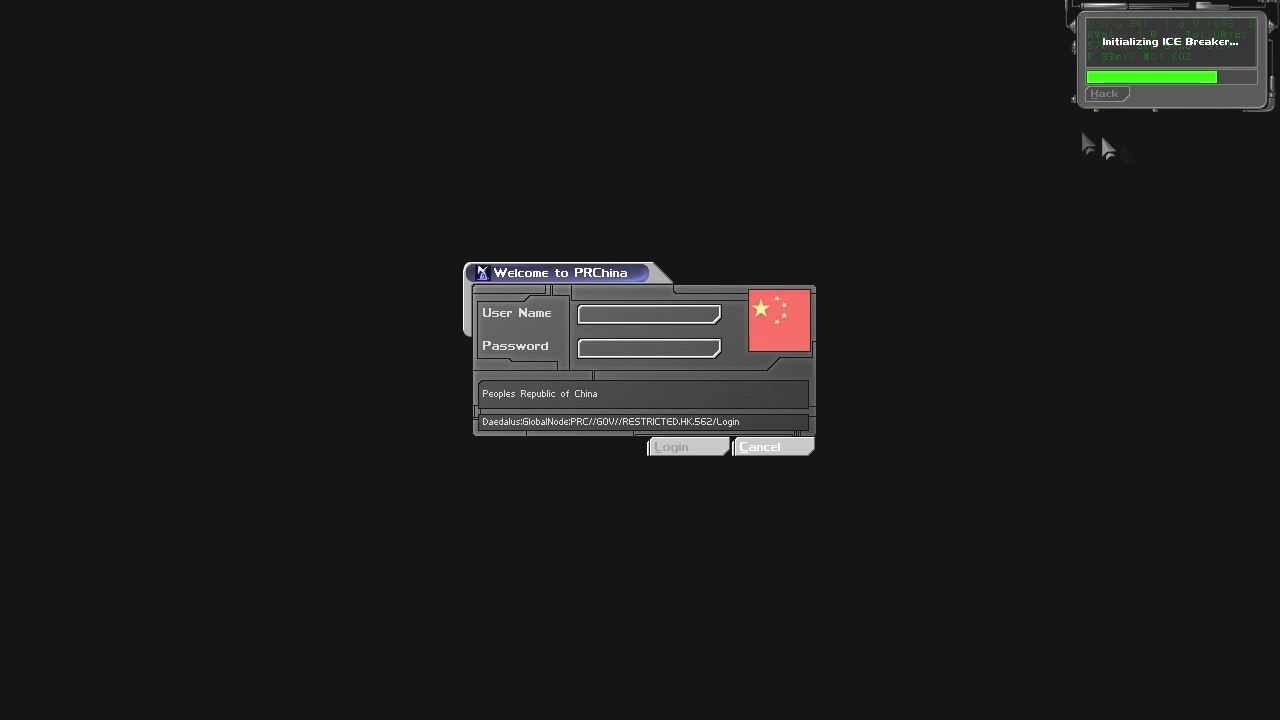 Initializing ICE Breaker...
Hack
Welcome to PRChina
User Name
Password
Peoples Republic of China
Daedalus:GlobalNode:PRC//GOV//RESTRICTED.HK.562/Login
Login
Cancel